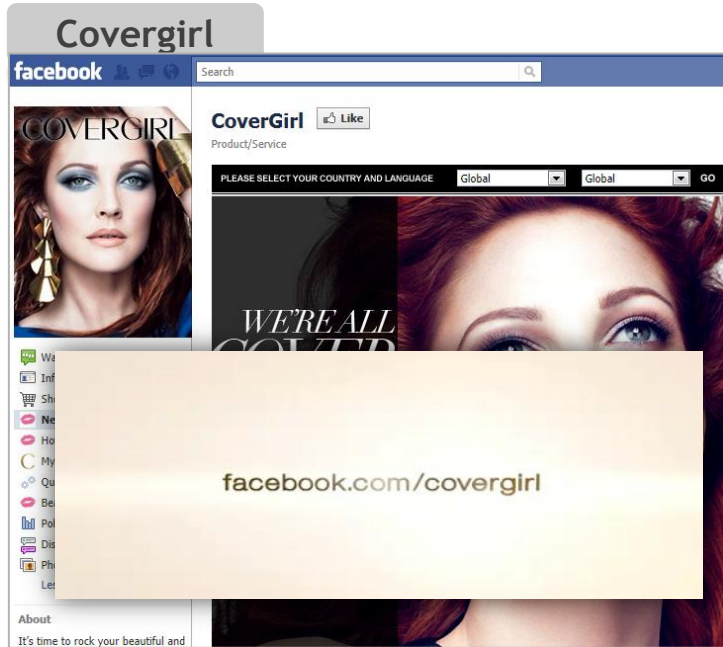 Covergirl
facebook
Search
COVERGIRL
CoverGirl
Like
Product/Service
PLEASE SELECT YOUR COUNTRY AND LANGUAGE
Global
Global
GO
WE'RE ALL
COVER
facebook.com/covergirl
About
It's time to rock your beautiful and